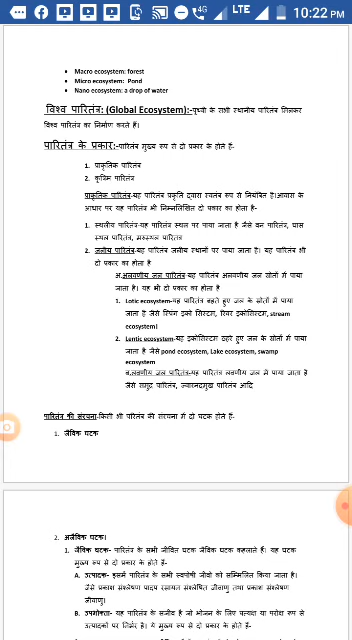 4G LTE 10:22 PM
Macro ecosystem: forest
Micro ecosystem: Pond
Nano ecosystem: a drop of water
विश्व पारितंत्र: (Global Ecosystem):-पृथ्वी के सभी स्थानीय पारितंत्र मिलकर
विश्व पारितंत्र का निर्माण करते हैं।
पारितंत्र के प्रकार:-पारितंत्र मुख्य रूप से दो प्रकार के होते हैं-
1. प्राकृतिक पारितंत्र
2. कृत्रिम पारितंत्र
प्राकृतिक पारितंत्र-यह पारितंत्र प्रकृति द्वारा स्वतंत्र रूप से नियंत्रित है।आवास के
आधार पर यह पारितंत्र भी निम्नलिखित दो प्रकार का होता है-
1. स्थलीय पारितंत्र-यह पारितंत्र स्थल पर पाया जाता है जैसे वन पारितंत्र, घास
स्थल पारितंत्र, मरुस्थल पारितंत्र
2. जलीय पारितंत्र-यह पारितंत्र जलीय स्थानों पर पाया जाता है। यह पारितंत्र भी
दो प्रकार का होता है
अ.अलवणीय जल पारितंत्र-यह पारितंत्र अलवणीय जल स्रोतों में पाया
जाता है। यह भी दो प्रकार का है
1. Lotic ecosystem-यह पारितंत्र बहते हुए जल के स्रोतों में पाया
जाता है जैसे स्प्रिंग इको सिस्टम, रिवर इकोसिस्टम, stream
ecosystem।
2. Lentic ecosystem-यह इकोसिस्टम ठहरे हुए जल के स्रोतों में पाया
जाता है जैसे pond ecosystem, Lake ecosystem, swamp
ecosystem
ब.लवणीय जल पारितंत्र-यह पारितंत्र लवणीय जल में पाया जाता है
जैसे समुद्र पारितंत्र, ज्वारनदमुख पारितंत्र आदि
पारितंत्र की संरचना-किसी भी परितंत्र की संरचना में दो घटक होते हैं-
1. जैविक घटक
2. अजैविक घटक।
1. जैविक घटक- पारितंत्र के सभी जीवित घटक जैविक घटक कहलाते हैं। यह घटक
मुख्य रूप से दो प्रकार के होते हैं-
A. उत्पादक- इसमें पारितंत्र के सभी स्वपोषी जीवों को सम्मिलित किया जाता है।
जैसे प्रकाश संश्लेषण पादप रसायन संश्लेषित जीवाणु तथा प्रकाश संश्लेषण
जीवाणु।
B. उपभोक्ता- यह पारितंत्र के सजीव है जो भोजन के लिए प्रत्यक्ष या परोक्ष रूप से
उत्पादकों पर निर्भर है। ये मुख्य रूप से दो प्रकार के होते हैं-